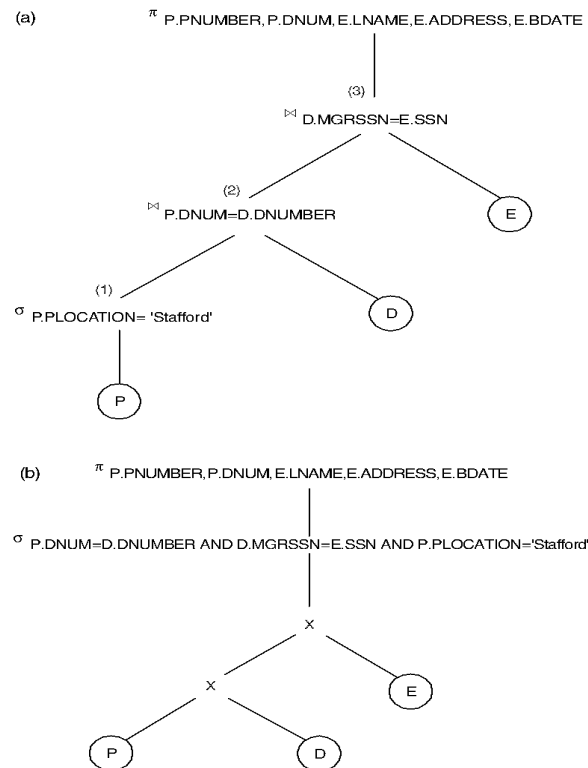 (a)
π P.PNUMBER,P.DNUM,E.LNAME,E.ADDRESS,E.BDATE
(3)
⋈ D.MGRSSN=E.SSN
(2)
⋈ P.DNUM=D.DNUMBER
E
(1)
σ P.PLOCATION= 'Stafford'
D
P
(b)
π P.PNUMBER,P.DNUM,E.LNAME,E.ADDRESS,E.BDATE
σ P.DNUM=D.DNUMBER AND D.MGRSSN=E.SSN AND P.PLOCATION='Stafford'
X
X
E
P
D